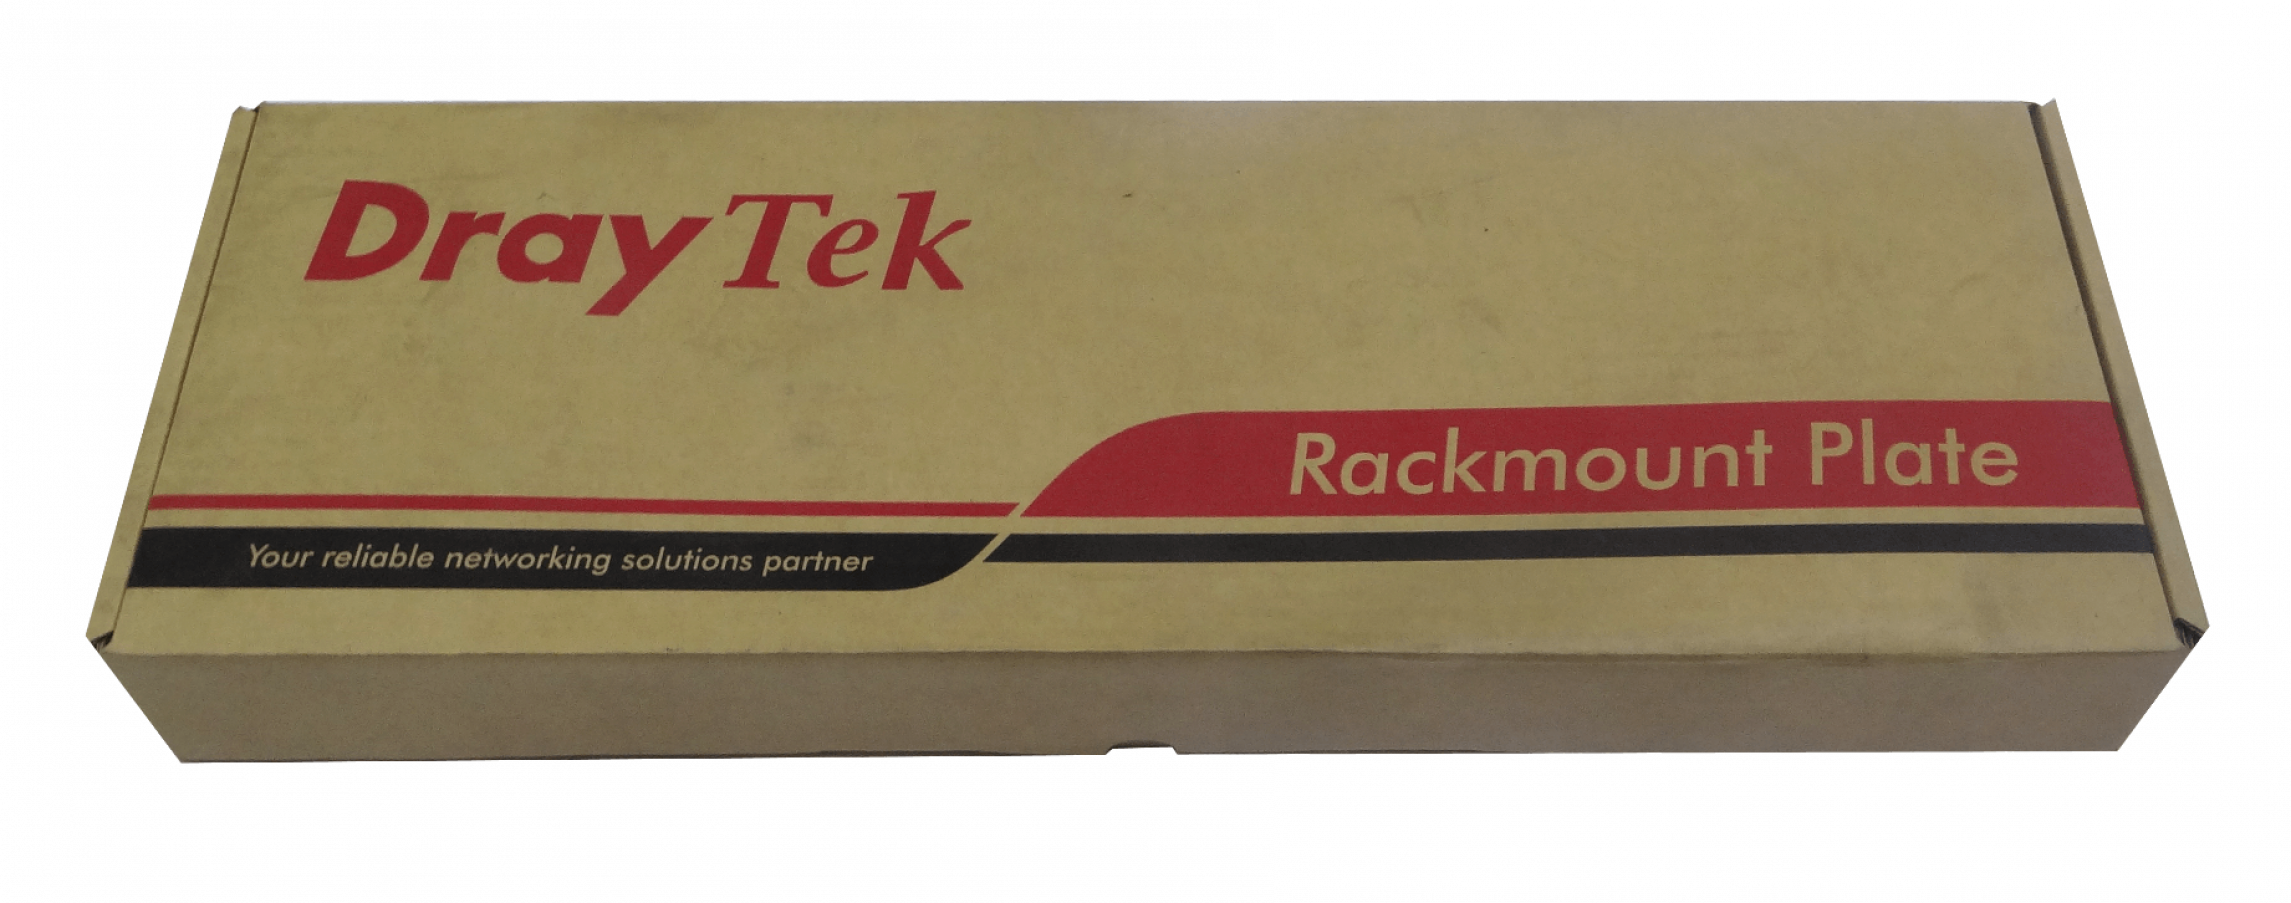 DrayTek
Rackmount Plate
Your reliable networking solutions partner